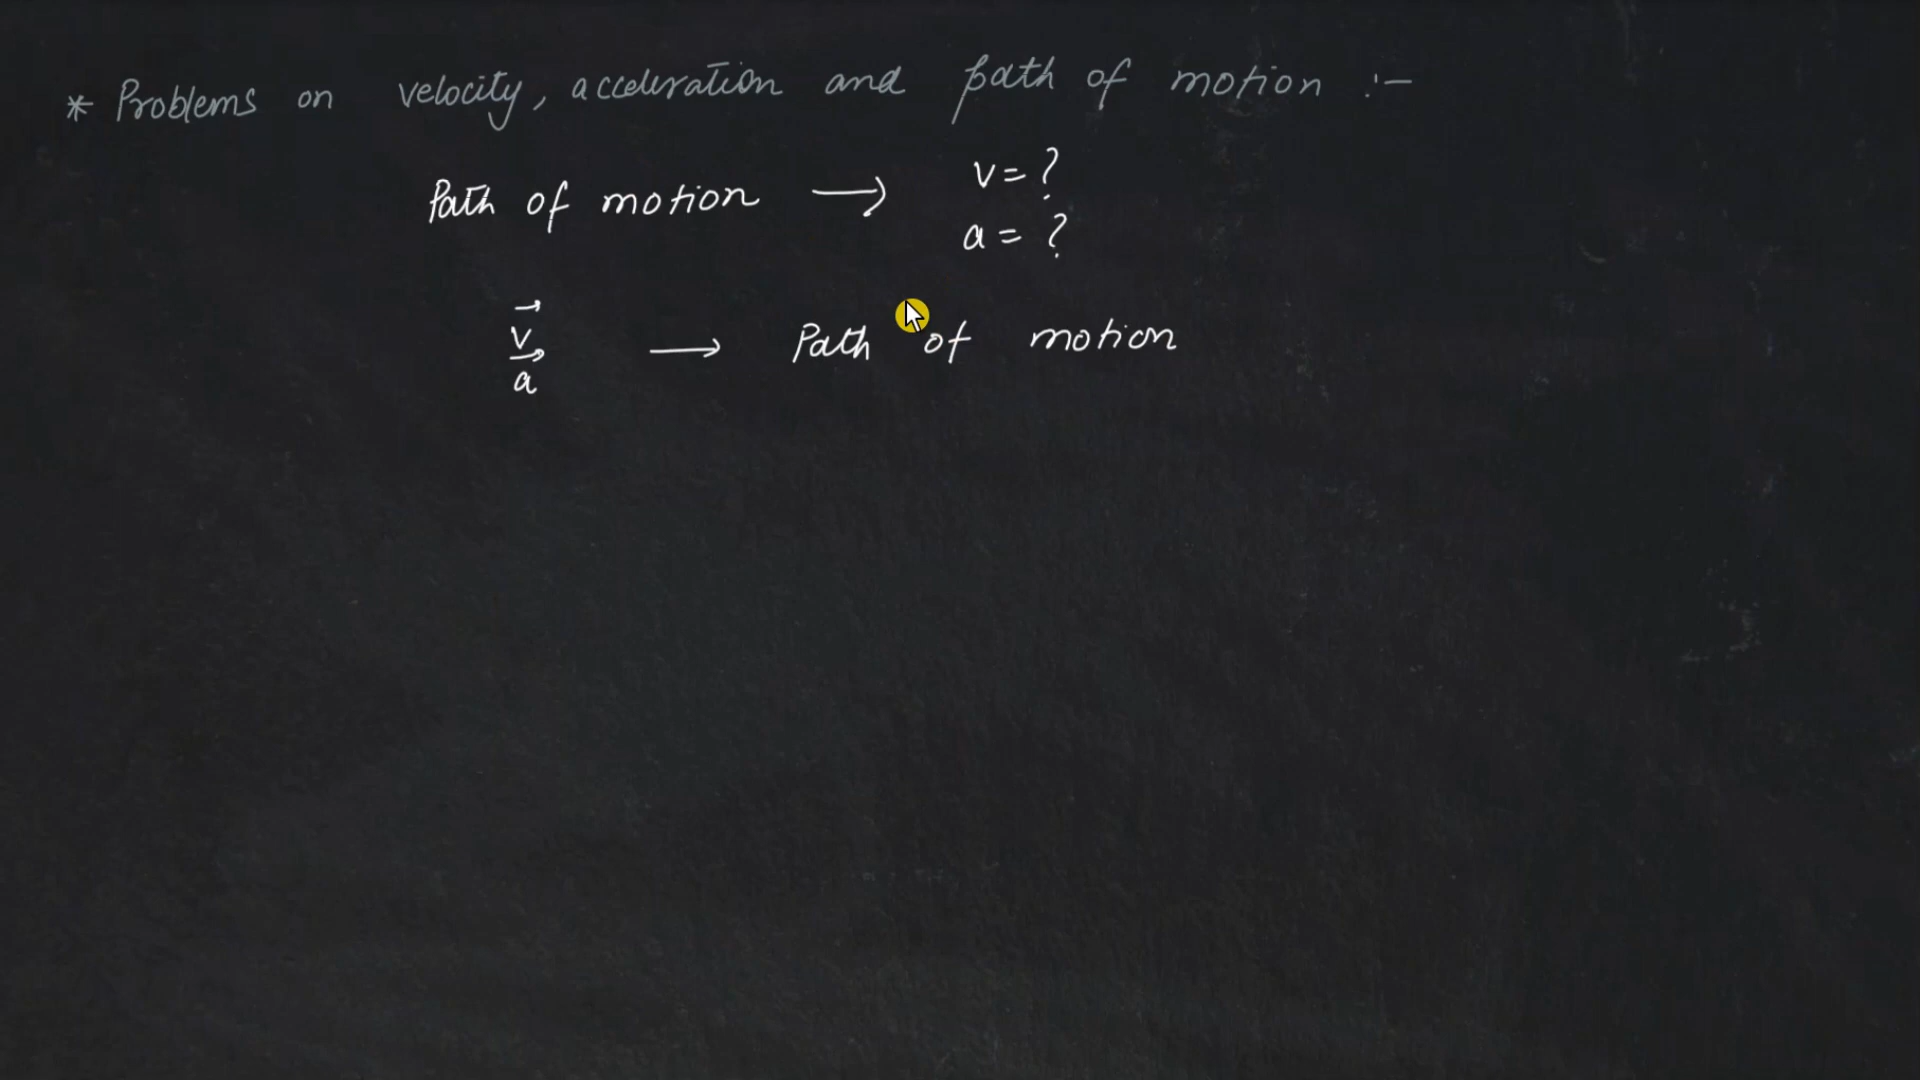 * Problems on velocity, acceleration and path of motion :-
Path of motion → v = ?
a = ?
v⃗
a⃗ → Path of motion